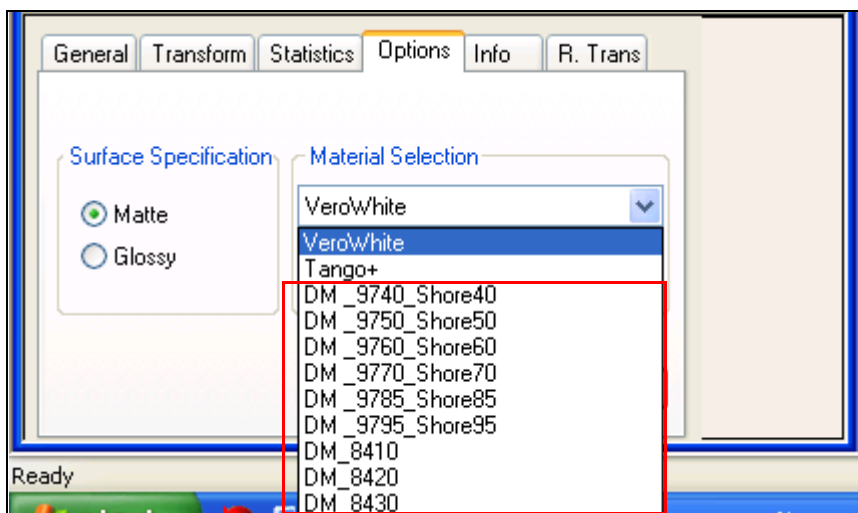 General Transform Statistics Options Info R. Trans
Surface Specification Material Selection
Matte
Glossy
VeroWhite
VeroWhite
Tango+
DM _9740_Shore40
DM _9750_Shore50
DM _9760_Shore60
DM _9770_Shore70
DM _9785_Shore85
DM _9795_Shore95
DM_8410
DM_8420
DM_8430
Ready